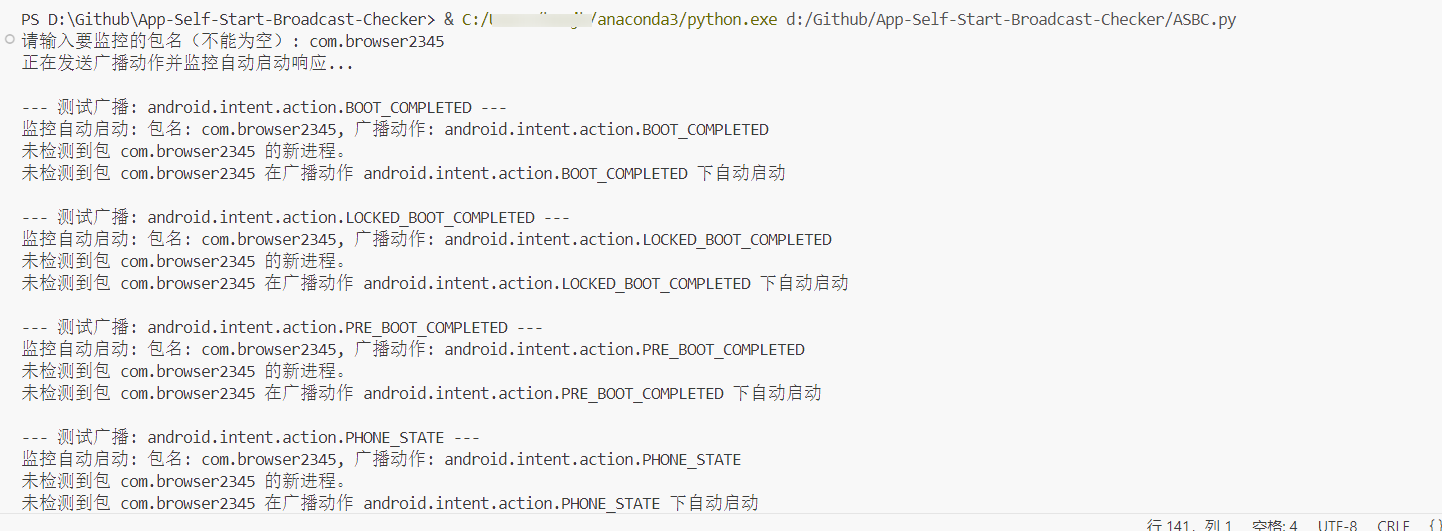 PS D:\Github\App-Self-Start-Broadcast-Checker> & C:/ /anaconda3/python.exe d:/Github/App-Self-Start-Broadcast-Checker/ASBC.py
请输入要监控的包名（不能为空）: com.browser2345
正在发送广播动作并监控自动启动响应...
--- 测试广播: android.intent.action.BOOT_COMPLETED ---
监控自动启动: 包名: com.browser2345, 广播动作: android.intent.action.BOOT_COMPLETED
未检测到包 com.browser2345 的新进程。
未检测到包 com.browser2345 在广播动作 android.intent.action.BOOT_COMPLETED 下自动启动
--- 测试广播: android.intent.action.LOCKED_BOOT_COMPLETED ---
监控自动启动: 包名: com.browser2345, 广播动作: android.intent.action.LOCKED_BOOT_COMPLETED
未检测到包 com.browser2345 的新进程。
未检测到包 com.browser2345 在广播动作 android.intent.action.LOCKED_BOOT_COMPLETED 下自动启动
--- 测试广播: android.intent.action.PRE_BOOT_COMPLETED ---
监控自动启动: 包名: com.browser2345, 广播动作: android.intent.action.PRE_BOOT_COMPLETED
未检测到包 com.browser2345 的新进程。
未检测到包 com.browser2345 在广播动作 android.intent.action.PRE_BOOT_COMPLETED 下自动启动
--- 测试广播: android.intent.action.PHONE_STATE ---
监控自动启动: 包名: com.browser2345, 广播动作: android.intent.action.PHONE_STATE
未检测到包 com.browser2345 的新进程。
未检测到包 com.browser2345 在广播动作 android.intent.action.PHONE_STATE 下自动启动
行 141，列 1 空格: 4 UTF-8 CRLF {}